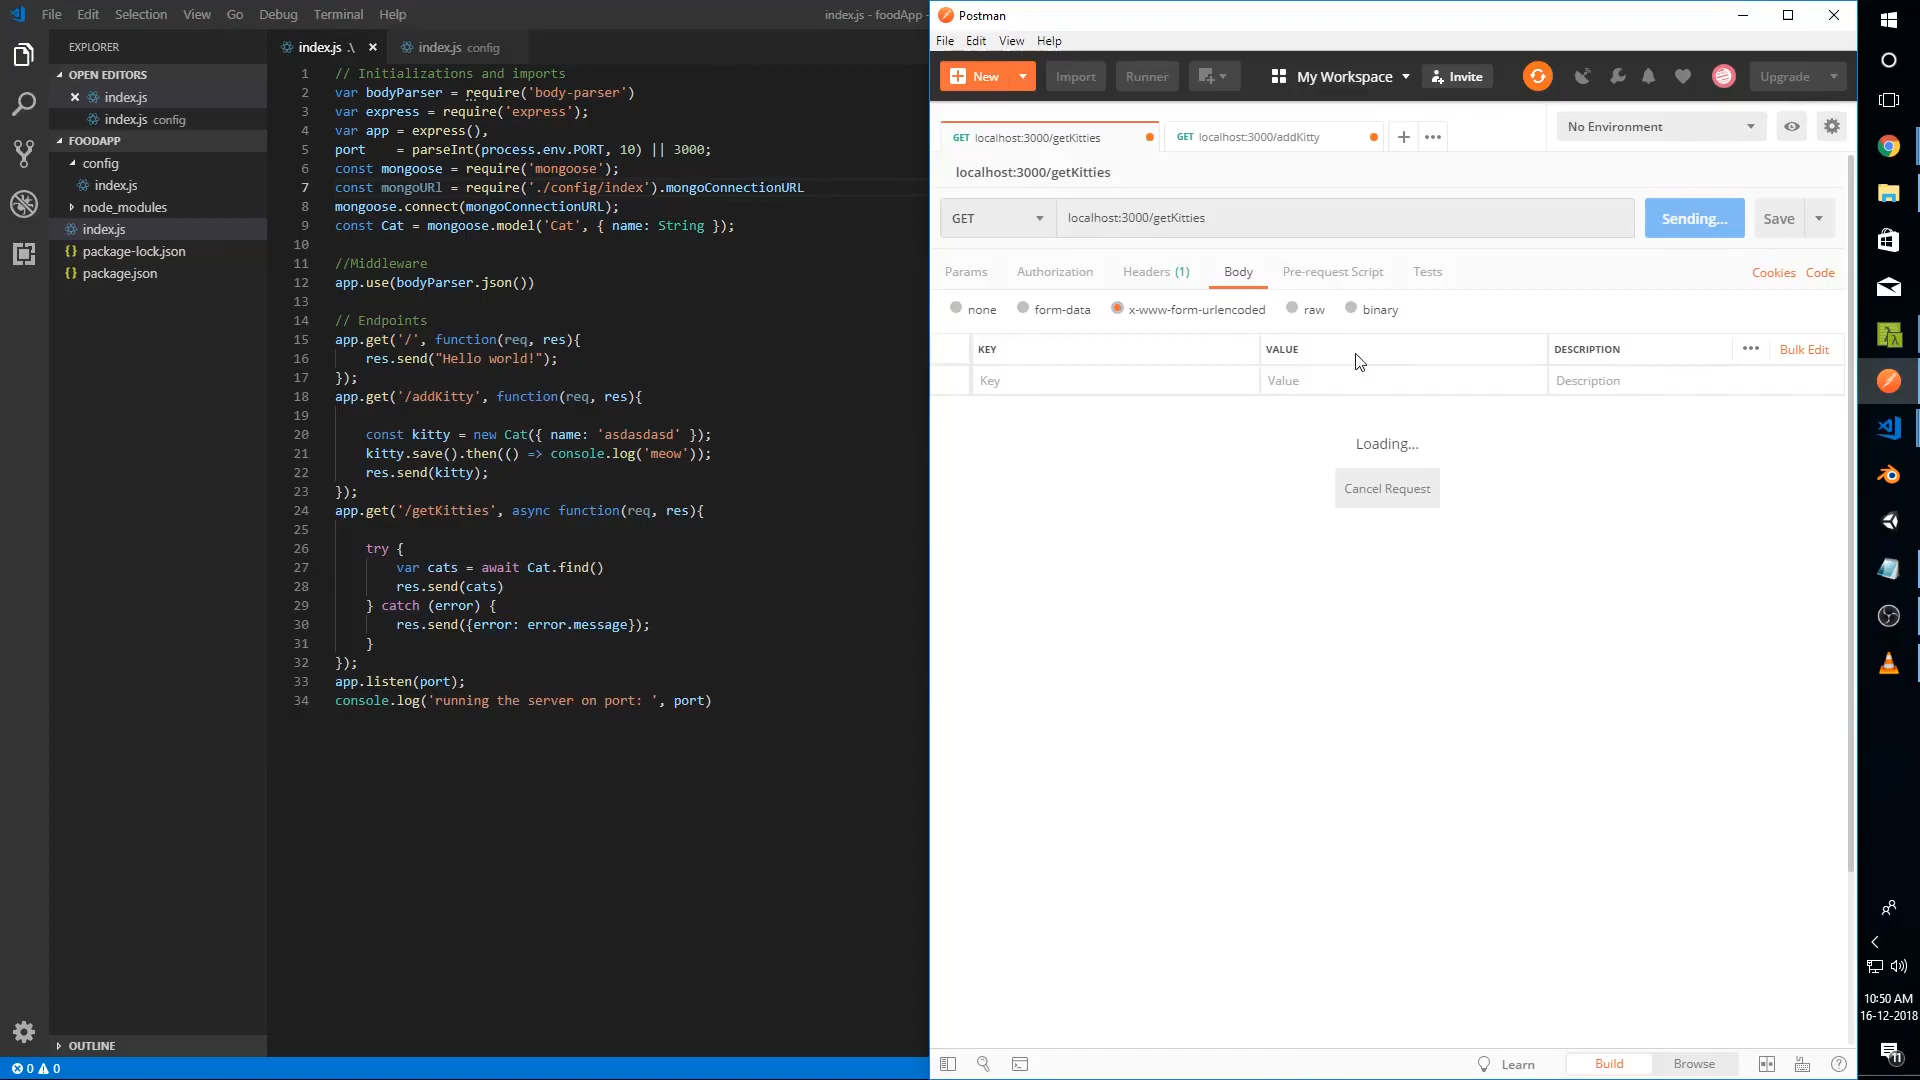 File Edit Selection View Go Debug Terminal Help
index.js - foodApp -
EXPLORER
OPEN EDITORS
index.js
index.js config
FOODAPP
config
index.js
node_modules
index.js
{} package-lock.json
{} package.json
OUTLINE
0 0
index.js .\
index.js config
1 // Initializations and imports
2 var bodyParser = require('body-parser')
3 var express = require('express');
4 var app = express(),
5 port    = parseInt(process.env.PORT, 10) || 3000;
6 const mongoose = require('mongoose');
7 const mongoURl = require('./config/index').mongoConnectionURL
8 mongoose.connect(mongoConnectionURL);
9 const Cat = mongoose.model('Cat', { name: String });
10
11 //Middleware
12 app.use(bodyParser.json())
13
14 // Endpoints
15 app.get('/', function(req, res){
16 res.send("Hello world!");
17 });
18 app.get('/addKitty', function(req, res){
19
20 const kitty = new Cat({ name: 'asdasdasd' });
21 kitty.save().then(() => console.log('meow'));
22 res.send(kitty);
23 });
24 app.get('/getKitties', async function(req, res){
25
26 try {
27 var cats = await Cat.find()
28 res.send(cats)
29 } catch (error) {
30 res.send({error: error.message});
31 }
32 });
33 app.listen(port);
34 console.log('running the server on port: ', port)
Postman
File Edit View Help
New Import Runner My Workspace Invite Upgrade
GET localhost:3000/getKitties
GET localhost:3000/addKitty
No Environment
localhost:3000/getKitties
GET localhost:3000/getKitties Sending... Save
Params Authorization Headers (1) Body Pre-request Script Tests Cookies Code
none form-data x-www-form-urlencoded raw binary
KEY VALUE DESCRIPTION Bulk Edit
Key Value Description
Loading...
Cancel Request
Learn Build Browse
10:50 AM
16-12-2018
11